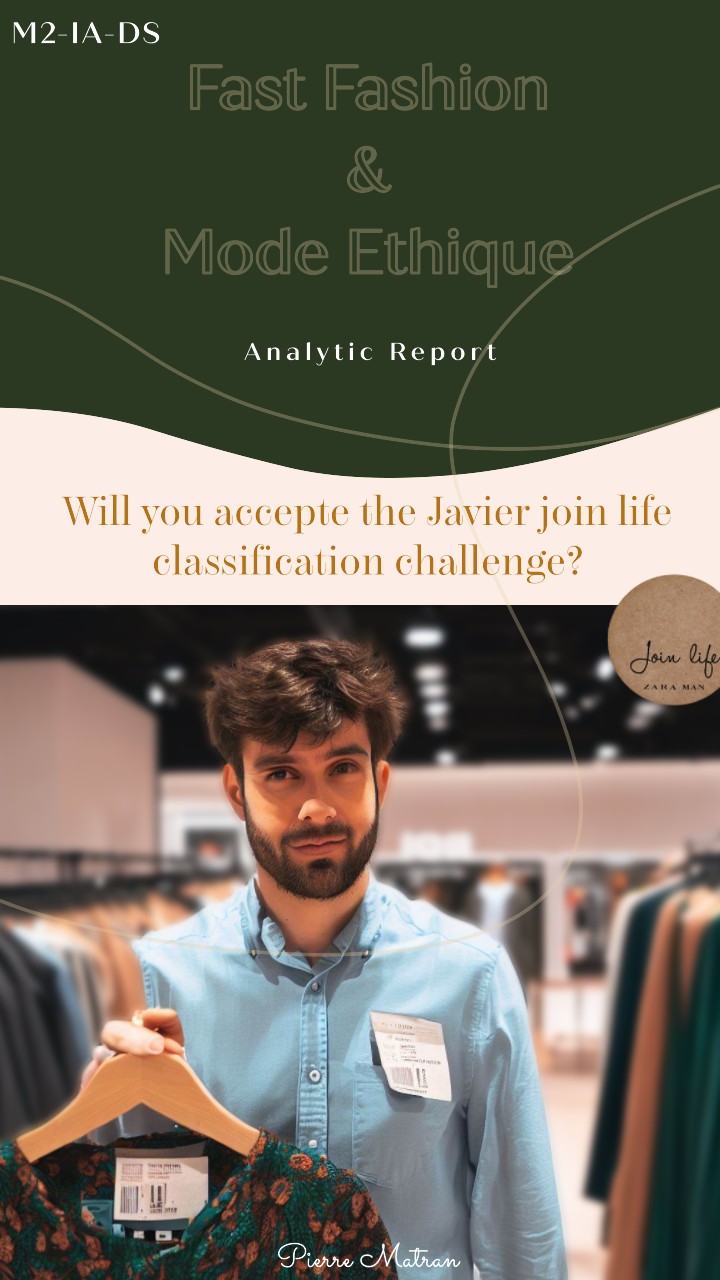 M2-IA-DS
Fast Fashion
&
Mode Ethique
Analytic Report
Will you accepte the Javier join life
classification challenge?
Join life
ZARA MAN
Pierre Matran